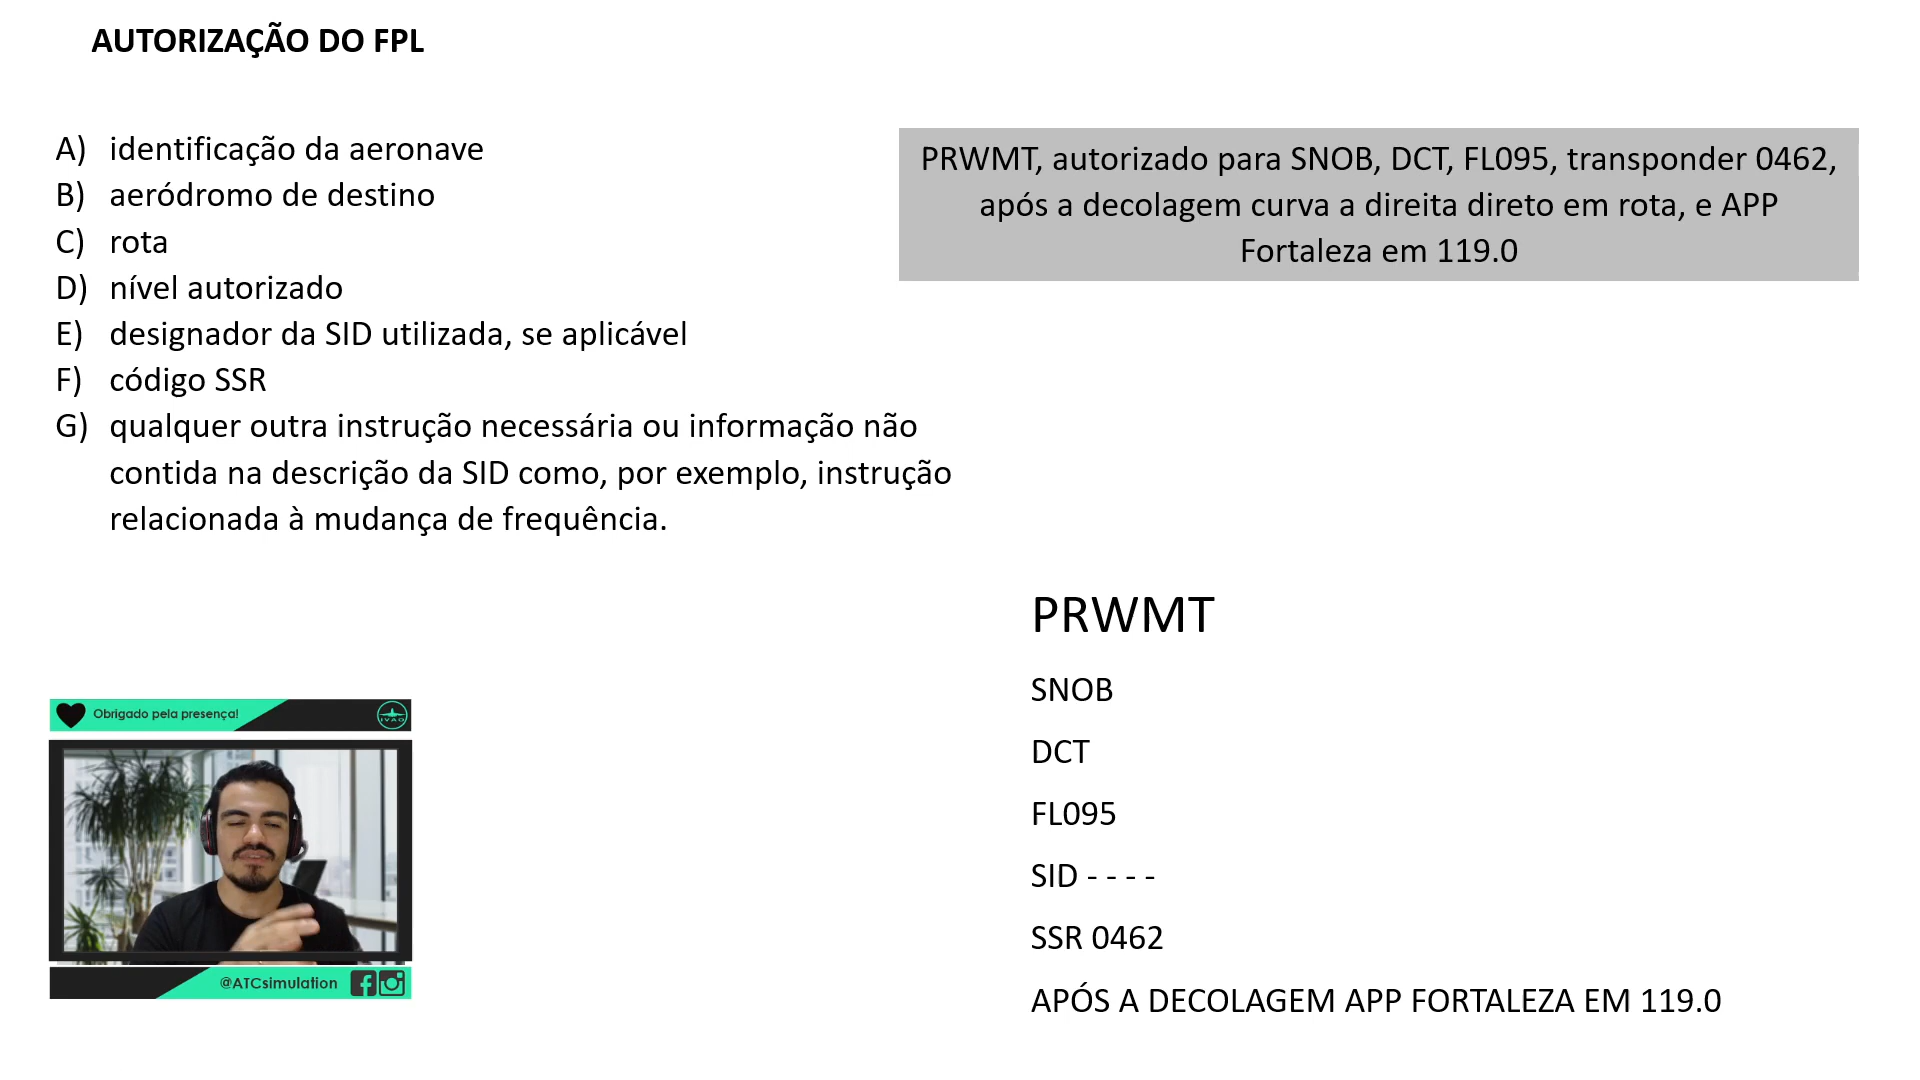 AUTORIZAÇÃO DO FPL
A) identificação da aeronave
B) aeródromo de destino
C) rota
D) nível autorizado
E) designador da SID utilizada, se aplicável
F) código SSR
G) qualquer outra instrução necessária ou informação não
contida na descrição da SID como, por exemplo, instrução
relacionada à mudança de frequência.
PRWMT, autorizado para SNOB, DCT, FL095, transponder 0462,
após a decolagem curva a direita direto em rota, e APP
Fortaleza em 119.0
PRWMT
SNOB
DCT
FL095
SID - - - -
SSR 0462
APÓS A DECOLAGEM APP FORTALEZA EM 119.0
Obrigado pela presença!
IVAO
@ATCsimulation